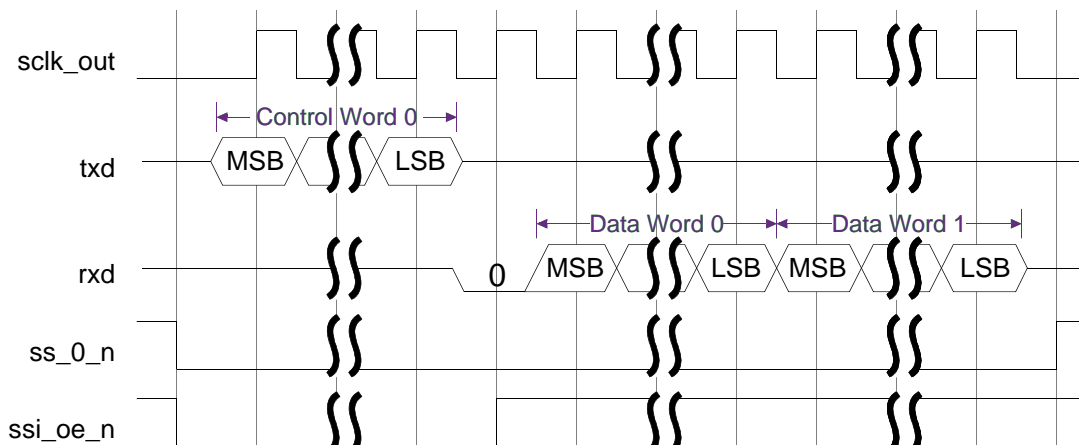 sclk_out
Control Word 0
txd MSB LSB
Data Word 0 Data Word 1
rxd 0 MSB LSB MSB LSB
ss_0_n
ssi_oe_n